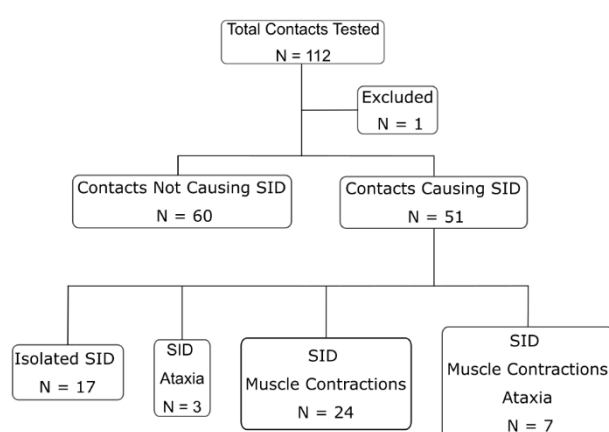 Total Contacts Tested
N = 112
Excluded
N = 1
Contacts Not Causing SID
N = 60
Contacts Causing SID
N = 51
Isolated SID
N = 17
SID
Ataxia
N = 3
SID
Muscle Contractions
N = 24
SID
Muscle Contractions
Ataxia
N = 7